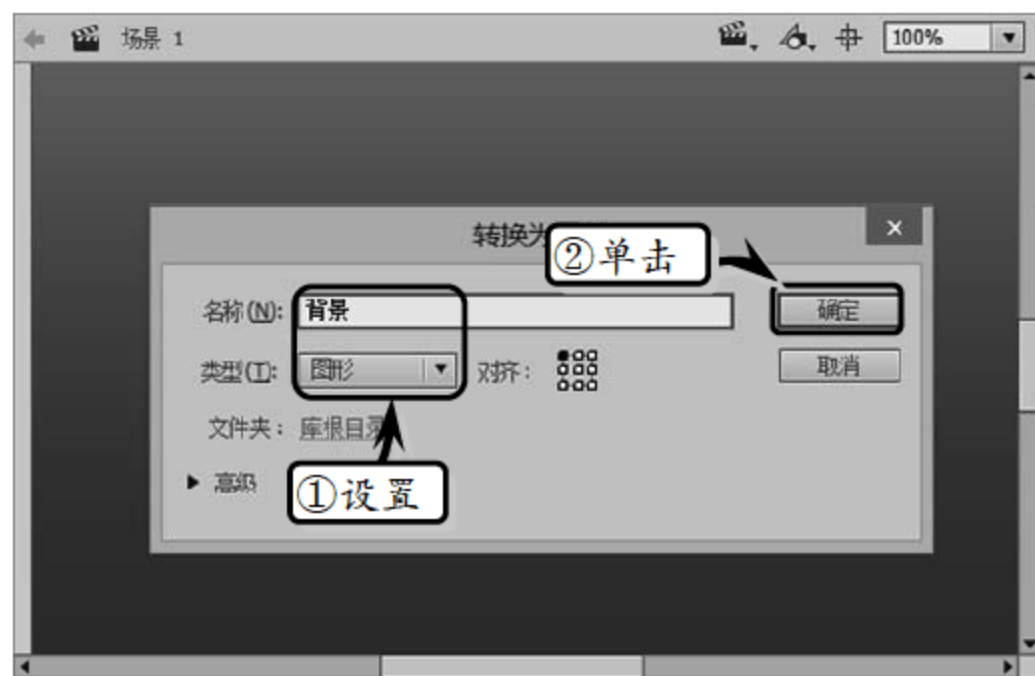 场景 1
100%
转换为
②单击
名称(N):
背景
确定
类型(T):
图形
对齐:
取消
文件夹:
库根目录
高级
①设置